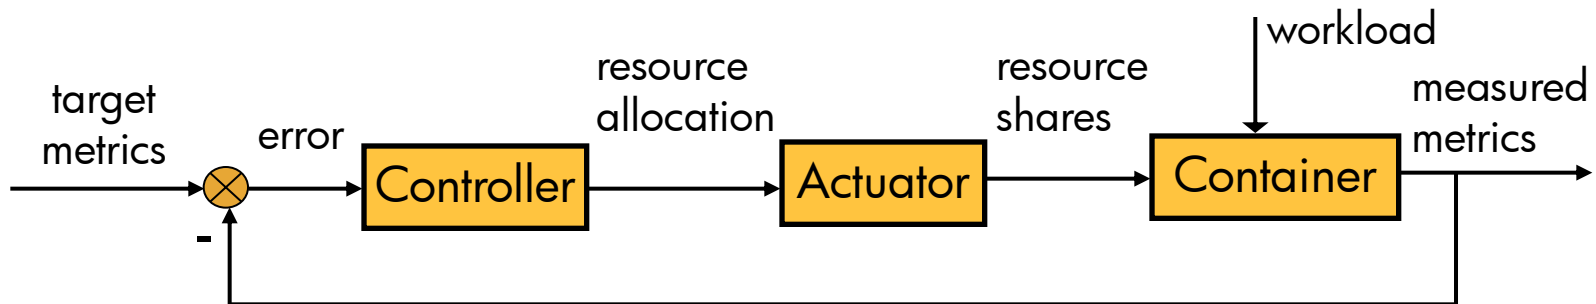 target
metrics
error
-
Controller
resource
allocation
Actuator
resource
shares
workload
Container
measured
metrics